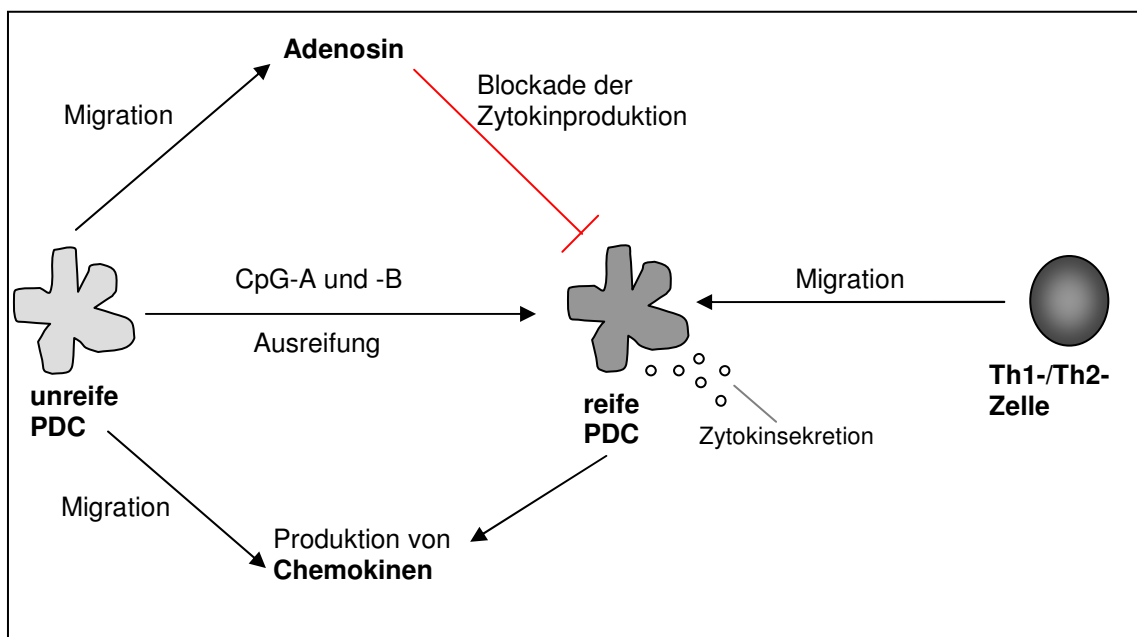 Adenosin
Blockade der
Zytokinproduktion
Migration
CpG-A und -B
Ausreifung
Migration
unreife
PDC
reife
PDC
Th1-/Th2-
Zelle
Zytokinsekretion
Migration
Produktion von
Chemokinen